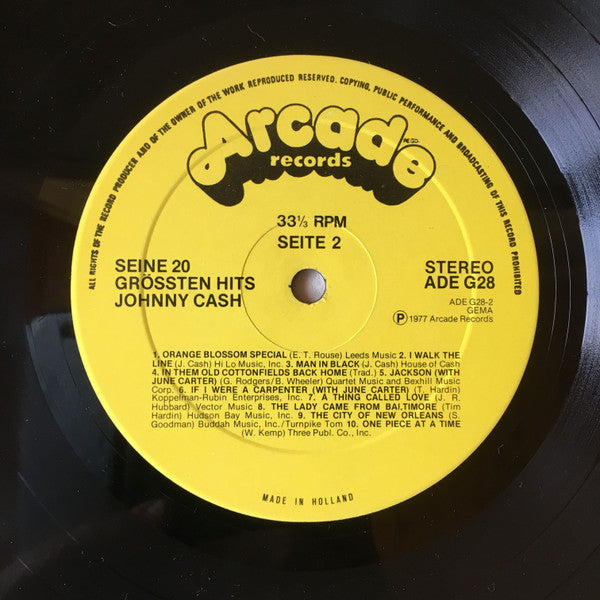 ALL RIGHTS OF THE RECORD PRODUCER AND OF THE OWNER OF THE WORK REPRODUCED RESERVED. COPYING, PUBLIC PERFORMANCE AND BROADCASTING OF THIS RECORD PROHIBITED
Arcade
REGD.
records
33⅓ RPM
SEITE 2
SEINE 20
GRÖSSTEN HITS
JOHNNY CASH
STEREO
ADE G28
ADE G28-2
GEMA
Ⓟ 1977 Arcade Records
1. ORANGE BLOSSOM SPECIAL (E. T. Rouse) Leeds Music 2. I WALK THE
LINE (J. Cash) Hi Lo Music, Inc. 3. MAN IN BLACK (J. Cash) House of Cash
4. IN THEM OLD COTTONFIELDS BACK HOME (Trad.) 5. JACKSON (WITH
JUNE CARTER) (G. Rodgers/B. Wheeler) Quartet Music and Bexhill Music
Corp. 6. IF I WERE A CARPENTER (WITH JUNE CARTER) (T. Hardin)
Koppelman-Rubin Enterprises, Inc. 7. A THING CALLED LOVE (J. R.
Hubbard) Vector Music 8. THE LADY CAME FROM BALTIMORE (Tim
Hardin) Hudson Bay Music, Inc. 9. THE CITY OF NEW ORLEANS (S.
Goodman) Buddah Music, Inc./Turnpike Tom 10. ONE PIECE AT A TIME
(W. Kemp) Three Publ. Co., Inc.
MADE IN HOLLAND